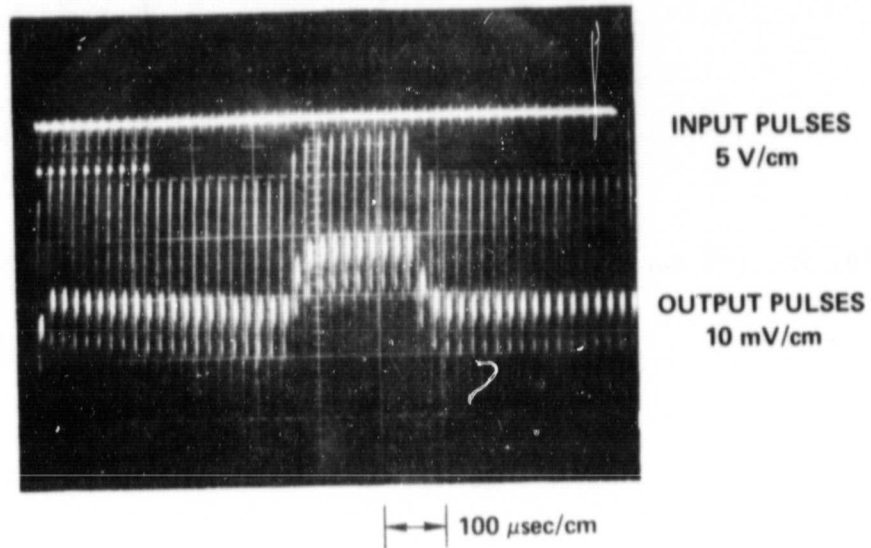 INPUT PULSES
5 V/cm
OUTPUT PULSES
10 mV/cm
100 μsec/cm